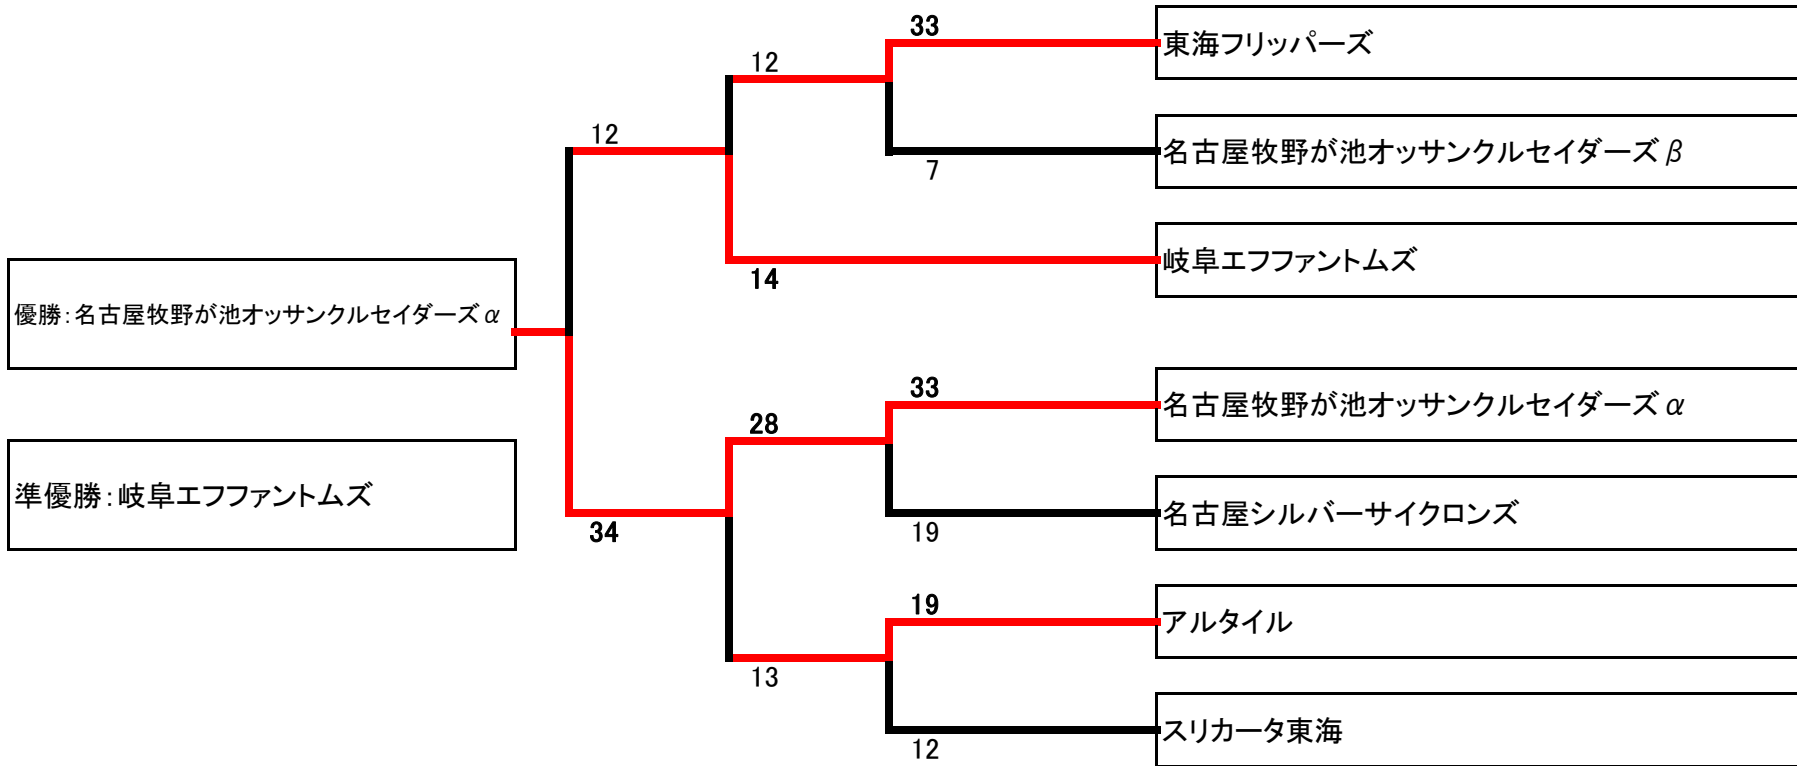 33
東海フリッパーズ
12
12
名古屋牧野が池オッサンクルセイダーズβ
7
岐阜エフファントムズ
14
優勝：名古屋牧野が池オッサンクルセイダーズα
33
名古屋牧野が池オッサンクルセイダーズα
28
準優勝：岐阜エフファントムズ
名古屋シルバーサイクロンズ
34
19
19
アルタイル
13
スリカータ東海
12